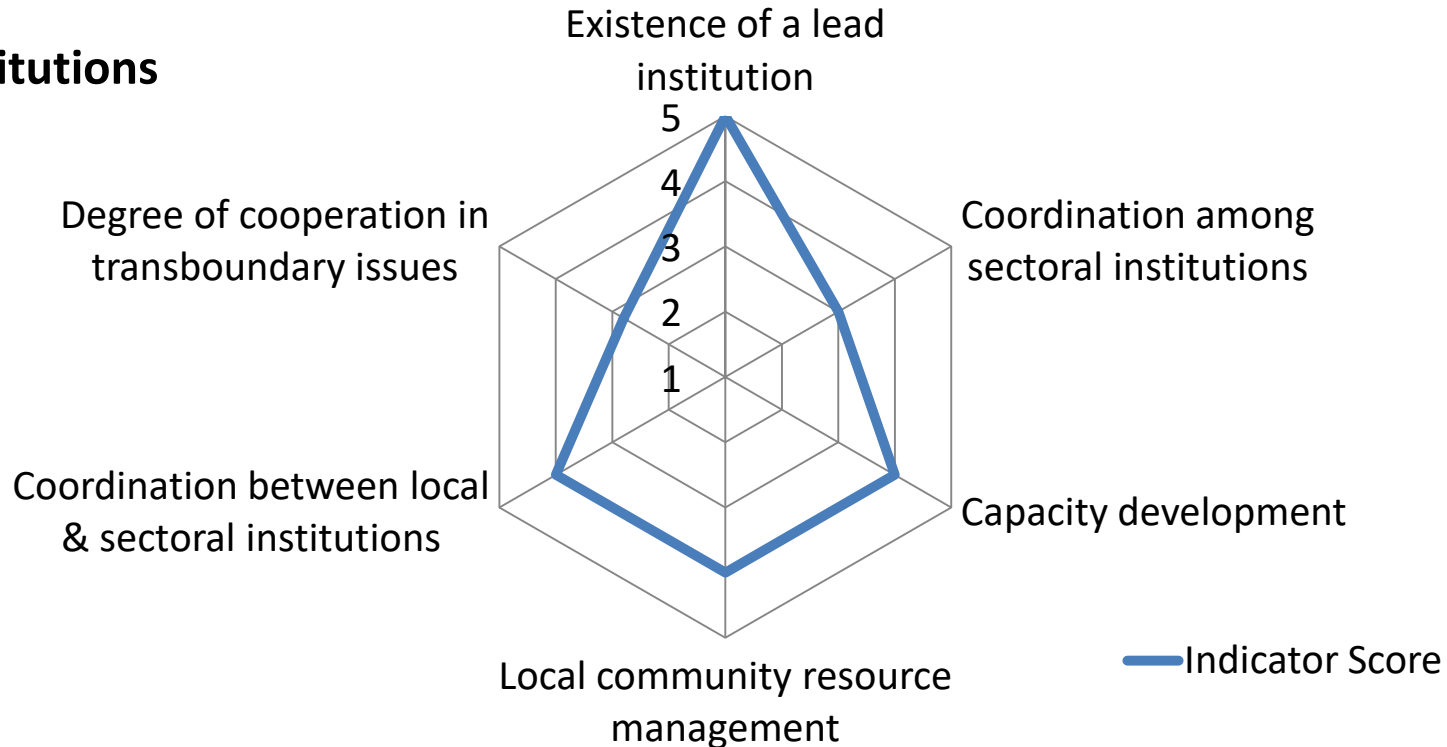 itutions
Existence of a lead
institution
5
4
3
2
1
Coordination among
sectoral institutions
Capacity development
Local community resource
management
Coordination between local
& sectoral institutions
Degree of cooperation in
transboundary issues
Indicator Score